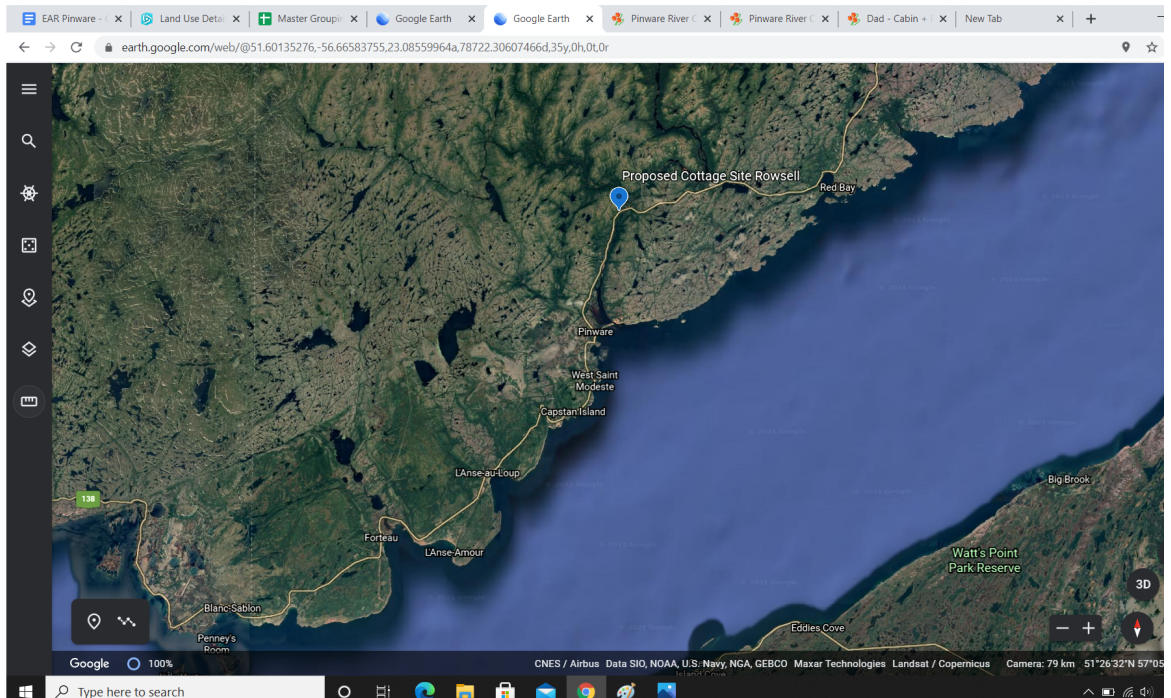 EAR Pinware -
Land Use Detai
Master Groupin
Google Earth
Google Earth
Pinware River C
Pinware River C
Dad - Cabin +
New Tab
earth.google.com/web/@51.60135276,-56.66583755,23.08559964a,78722.30607466d,35y,0h,0t,0r
Proposed Cottage Site Rowsell
Red Bay
Pinware
West Saint
Modeste
Capstan Island
L'Anse-au-Loup
Big Brook
138
Forteau
L'Anse-Amour
Watt's Point
Park Reserve
3D
Blanc-Sablon
Eddies Cove
Penney's
Room
Google
100%
CNES / Airbus Data SIO, NOAA, U.S. Navy, NGA, GEBCO Maxar Technologies Landsat / Copernicus
Camera: 79 km
51°26'32"N 57°05
Island Cove
Type here to search